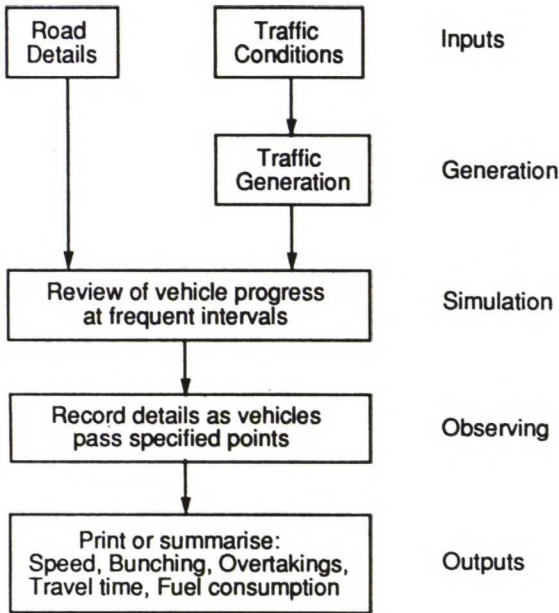 Road
Details
Traffic
Conditions
Inputs
Traffic
Generation
Generation
Review of vehicle progress
at frequent intervals
Simulation
Record details as vehicles
pass specified points
Observing
Print or summarise:
Speed, Bunching, Overtakings,
Travel time, Fuel consumption
Outputs